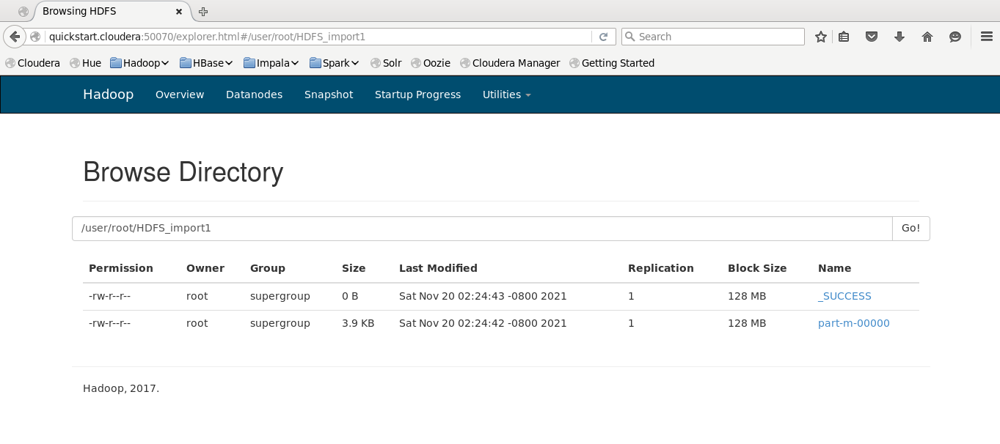 Browsing HDFS
quickstart.cloudera:50070/explorer.html#/user/root/HDFS_import1
Search
Cloudera Hue Hadoop HBase Impala Spark Solr Oozie Cloudera Manager Getting Started
Hadoop Overview Datanodes Snapshot Startup Progress Utilities
Browse Directory
/user/root/HDFS_import1 Go!
Permission Owner Group Size Last Modified Replication Block Size Name
-rw-r--r-- root supergroup 0 B Sat Nov 20 02:24:43 -0800 2021 1 128 MB _SUCCESS
-rw-r--r-- root supergroup 3.9 KB Sat Nov 20 02:24:42 -0800 2021 1 128 MB part-m-00000
Hadoop, 2017.